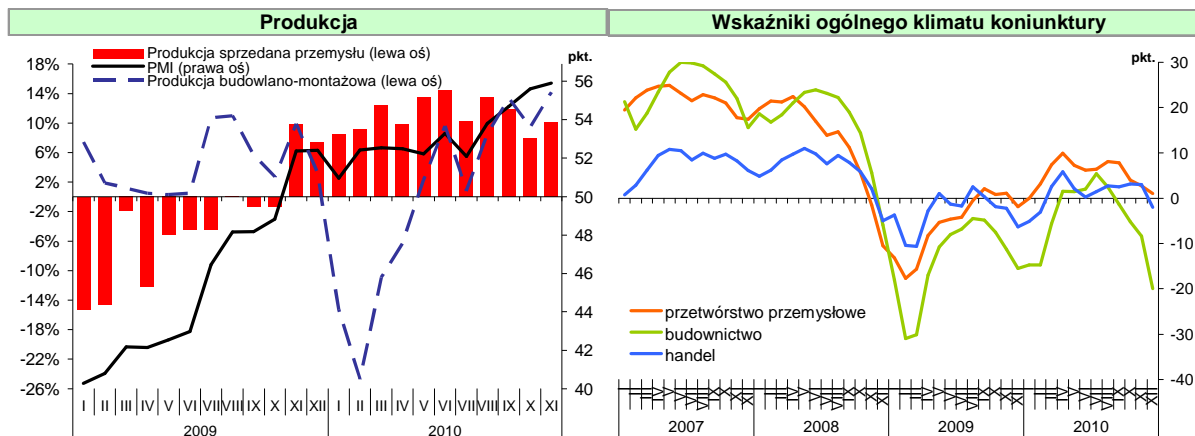 Produkcja
Produkcja sprzedana przemysłu (lewa oś)
PMI (prawa oś)
Produkcja budowlano-montażowa (lewa oś)
pkt.
18%
14%
10%
6%
2%
-2%
-6%
-10%
-14%
-18%
-22%
-26%
56
54
52
50
48
46
44
42
40
I II III IV V VI VII VIII IX X XI XII I II III IV V VI VII VIII IX X XI
2009 2010
Wskaźniki ogólnego klimatu koniunktury
pkt.
30
20
10
0
-10
-20
-30
-40
przetwórstwo przemysłowe
budownictwo
handel
2007 2008 2009 2010